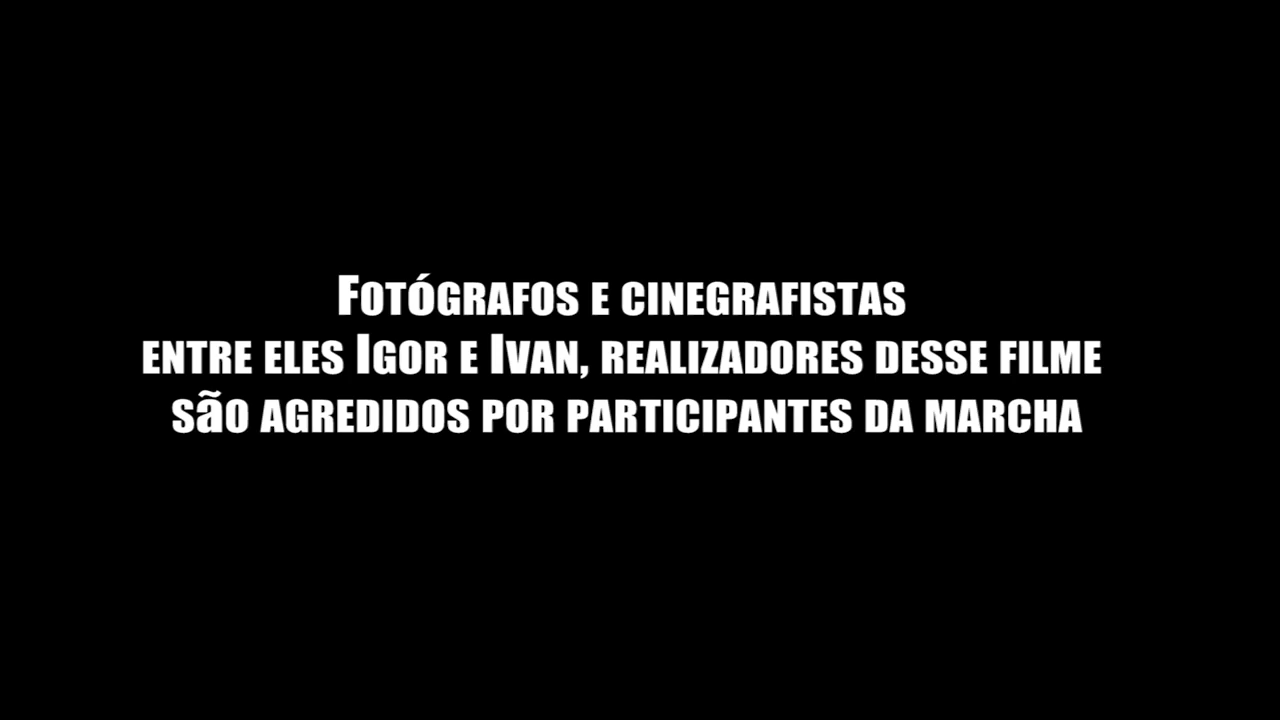 Fotógrafos e cinegrafistas
entre eles Igor e Ivan, realizadores desse filme
são agredidos por participantes da marcha